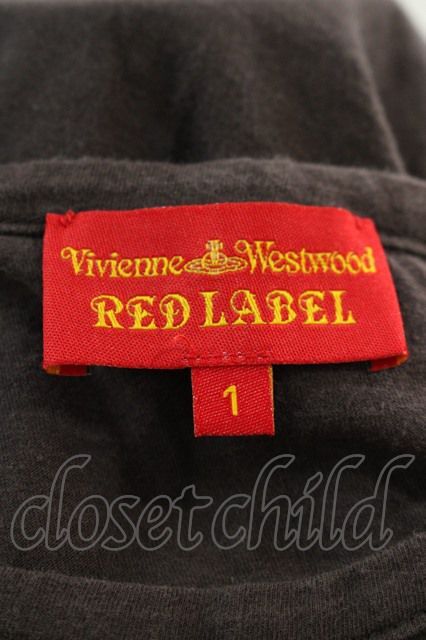 Vivienne Westwood
RED LABEL
1
closet child